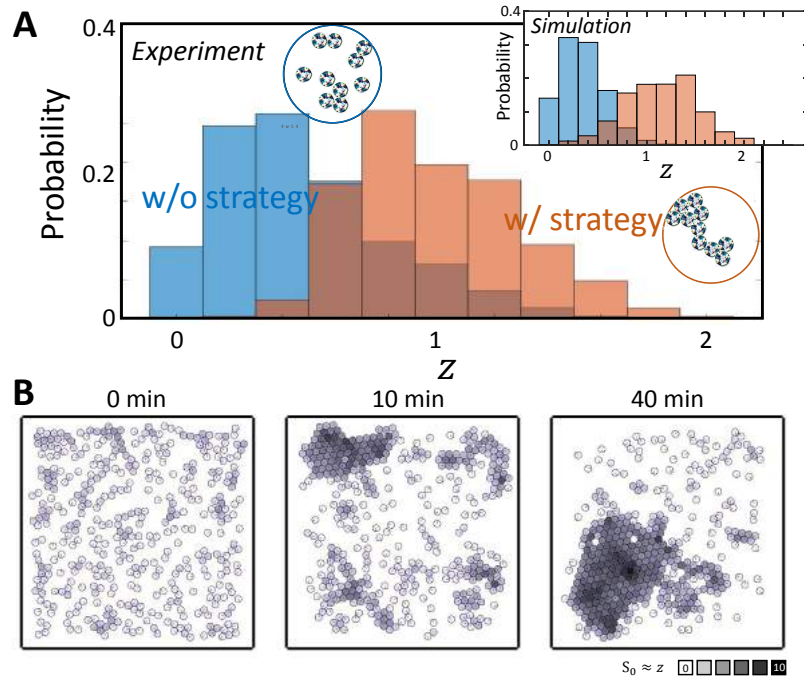 A
0.4
Experiment
Probability
0.2
w/o strategy
w/ strategy
0
0
1
2
z
0.4
Simulation
Probability
0
0
1
2
z
B
0 min
10 min
40 min
S₀ ≈ z 0 10